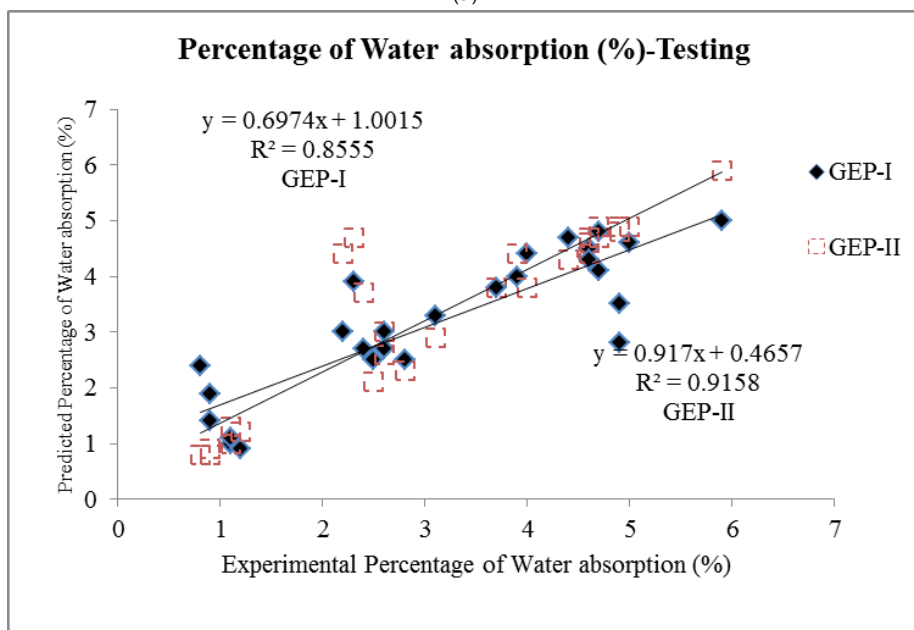 Percentage of Water absorption (%)-Testing
y = 0.6974x + 1.0015
R² = 0.8555
GEP-I
GEP-I
GEP-II
y = 0.917x + 0.4657
R² = 0.9158
GEP-II
Predicted Percentage of Water absorption (%)
7
6
5
4
3
2
1
0
0 1 2 3 4 5 6 7
Experimental Percentage of Water absorption (%)